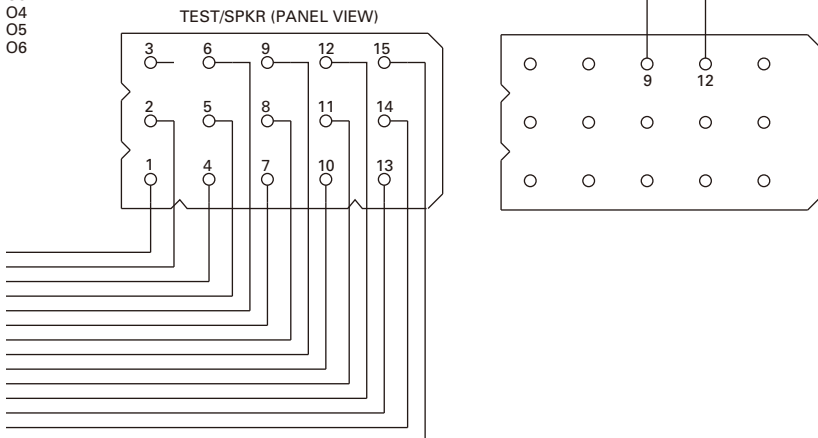 O4
O5
O6
TEST/SPKR (PANEL VIEW)
3 6 9 12 15
2 5 8 11 14
1 4 7 10 13
9 12